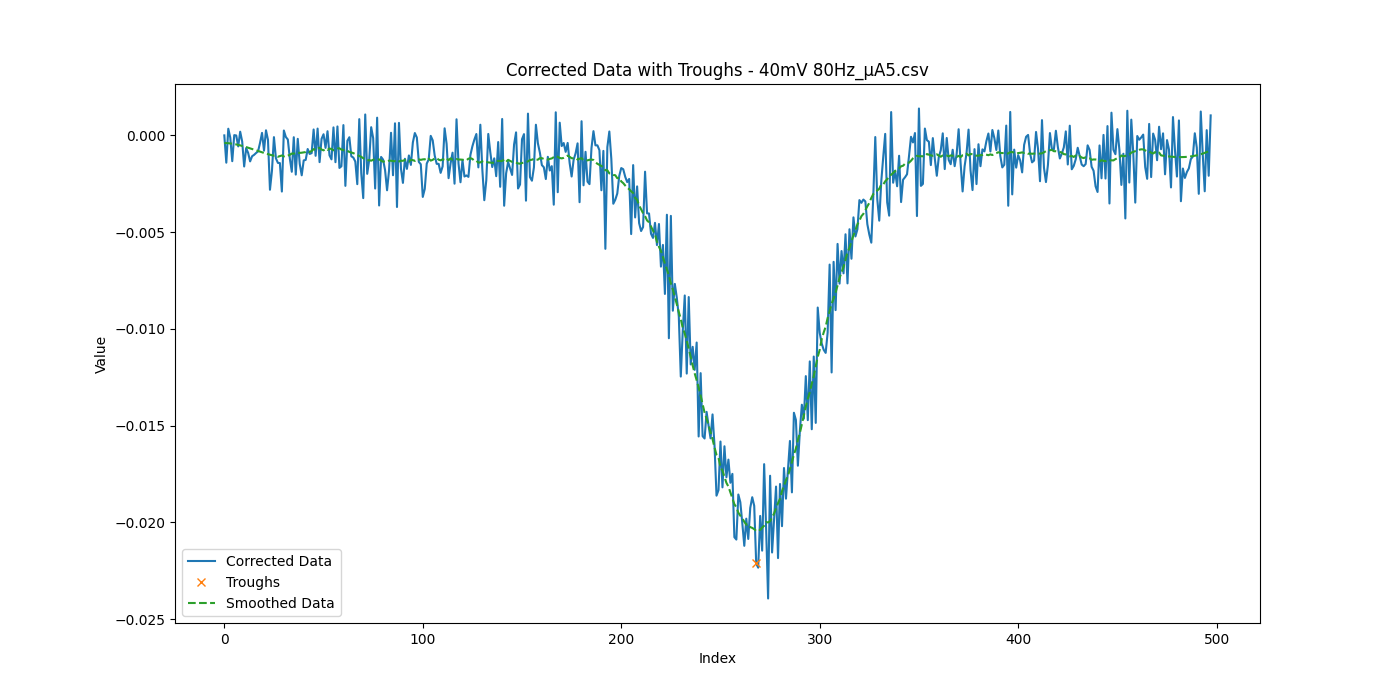 Corrected Data with Troughs - 40mV 80Hz_μA5.csv
Value
0.000
−0.005
−0.010
−0.015
−0.020
−0.025
Corrected Data
Troughs
Smoothed Data
0 100 200 300 400 500
Index